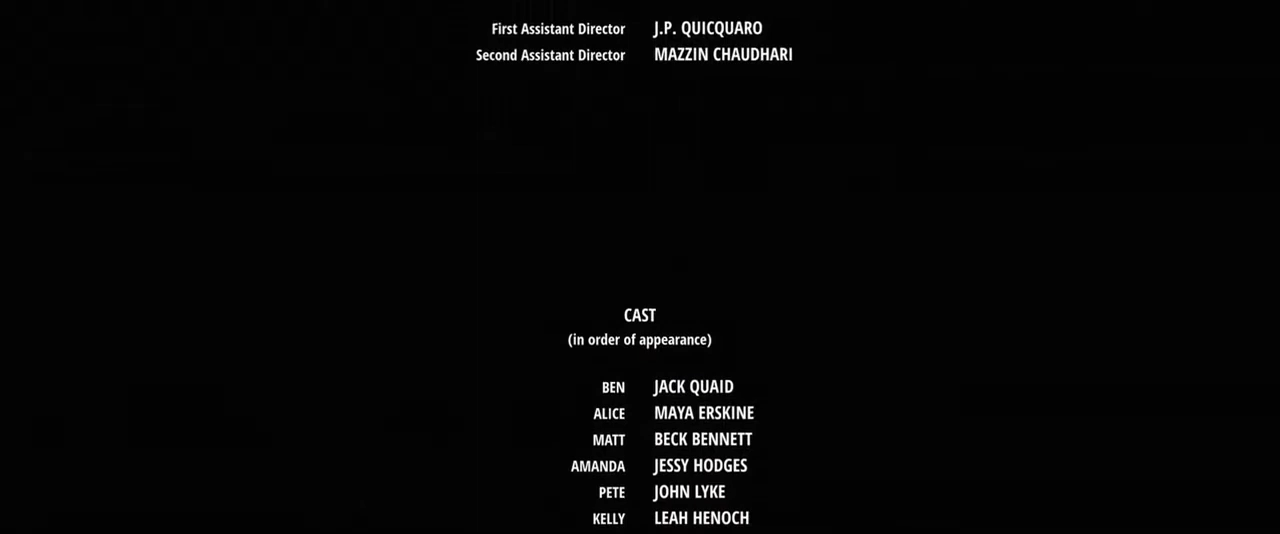 First Assistant Director J.P. QUICQUARO
Second Assistant Director MAZZIN CHAUDHARI
CAST
(in order of appearance)
BEN JACK QUAID
ALICE MAYA ERSKINE
MATT BECK BENNETT
AMANDA JESSY HODGES
PETE JOHN LYKE
KELLY LEAH HENOCH